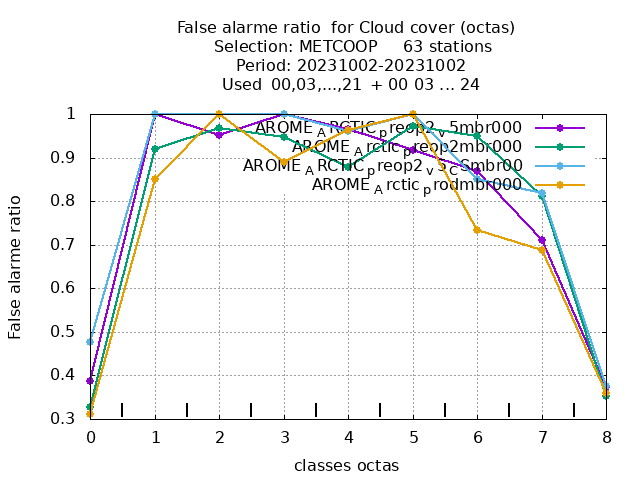 False alarme ratio  for Cloud cover (octas)
Selection: METCOOP     63 stations
Period: 20231002-20231002
Used  00,03,...,21  + 00 03 ... 24
AROME_ARCTIC_preop2_v_5mbr000
AROME_Arctic_preop2mbr000
AROME_ARCTIC_preop2_v3_CSmbr00
AROME_Arctic_prodmbr000
False alarme ratio
1
0.9
0.8
0.7
0.6
0.5
0.4
0.3
0 1 2 3 4 5 6 7 8
classes octas